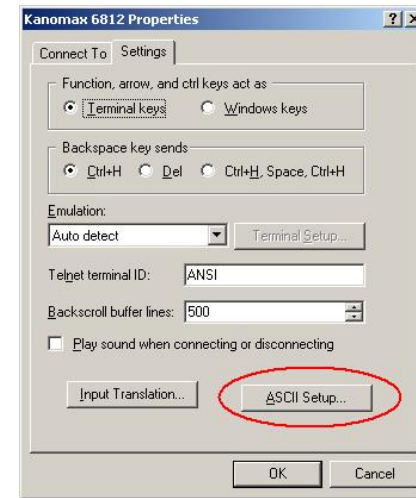 Kanomax 6812 Properties
Connect To Settings
Function, arrow, and ctrl keys act as
Terminal keys Windows keys
Backspace key sends
Ctrl+H Del Ctrl+H, Space, Ctrl+H
Emulation:
Auto detect Terminal Setup...
Telnet terminal ID: ANSI
Backscroll buffer lines: 500
Play sound when connecting or disconnecting
Input Translation... ASCII Setup...
OK Cancel